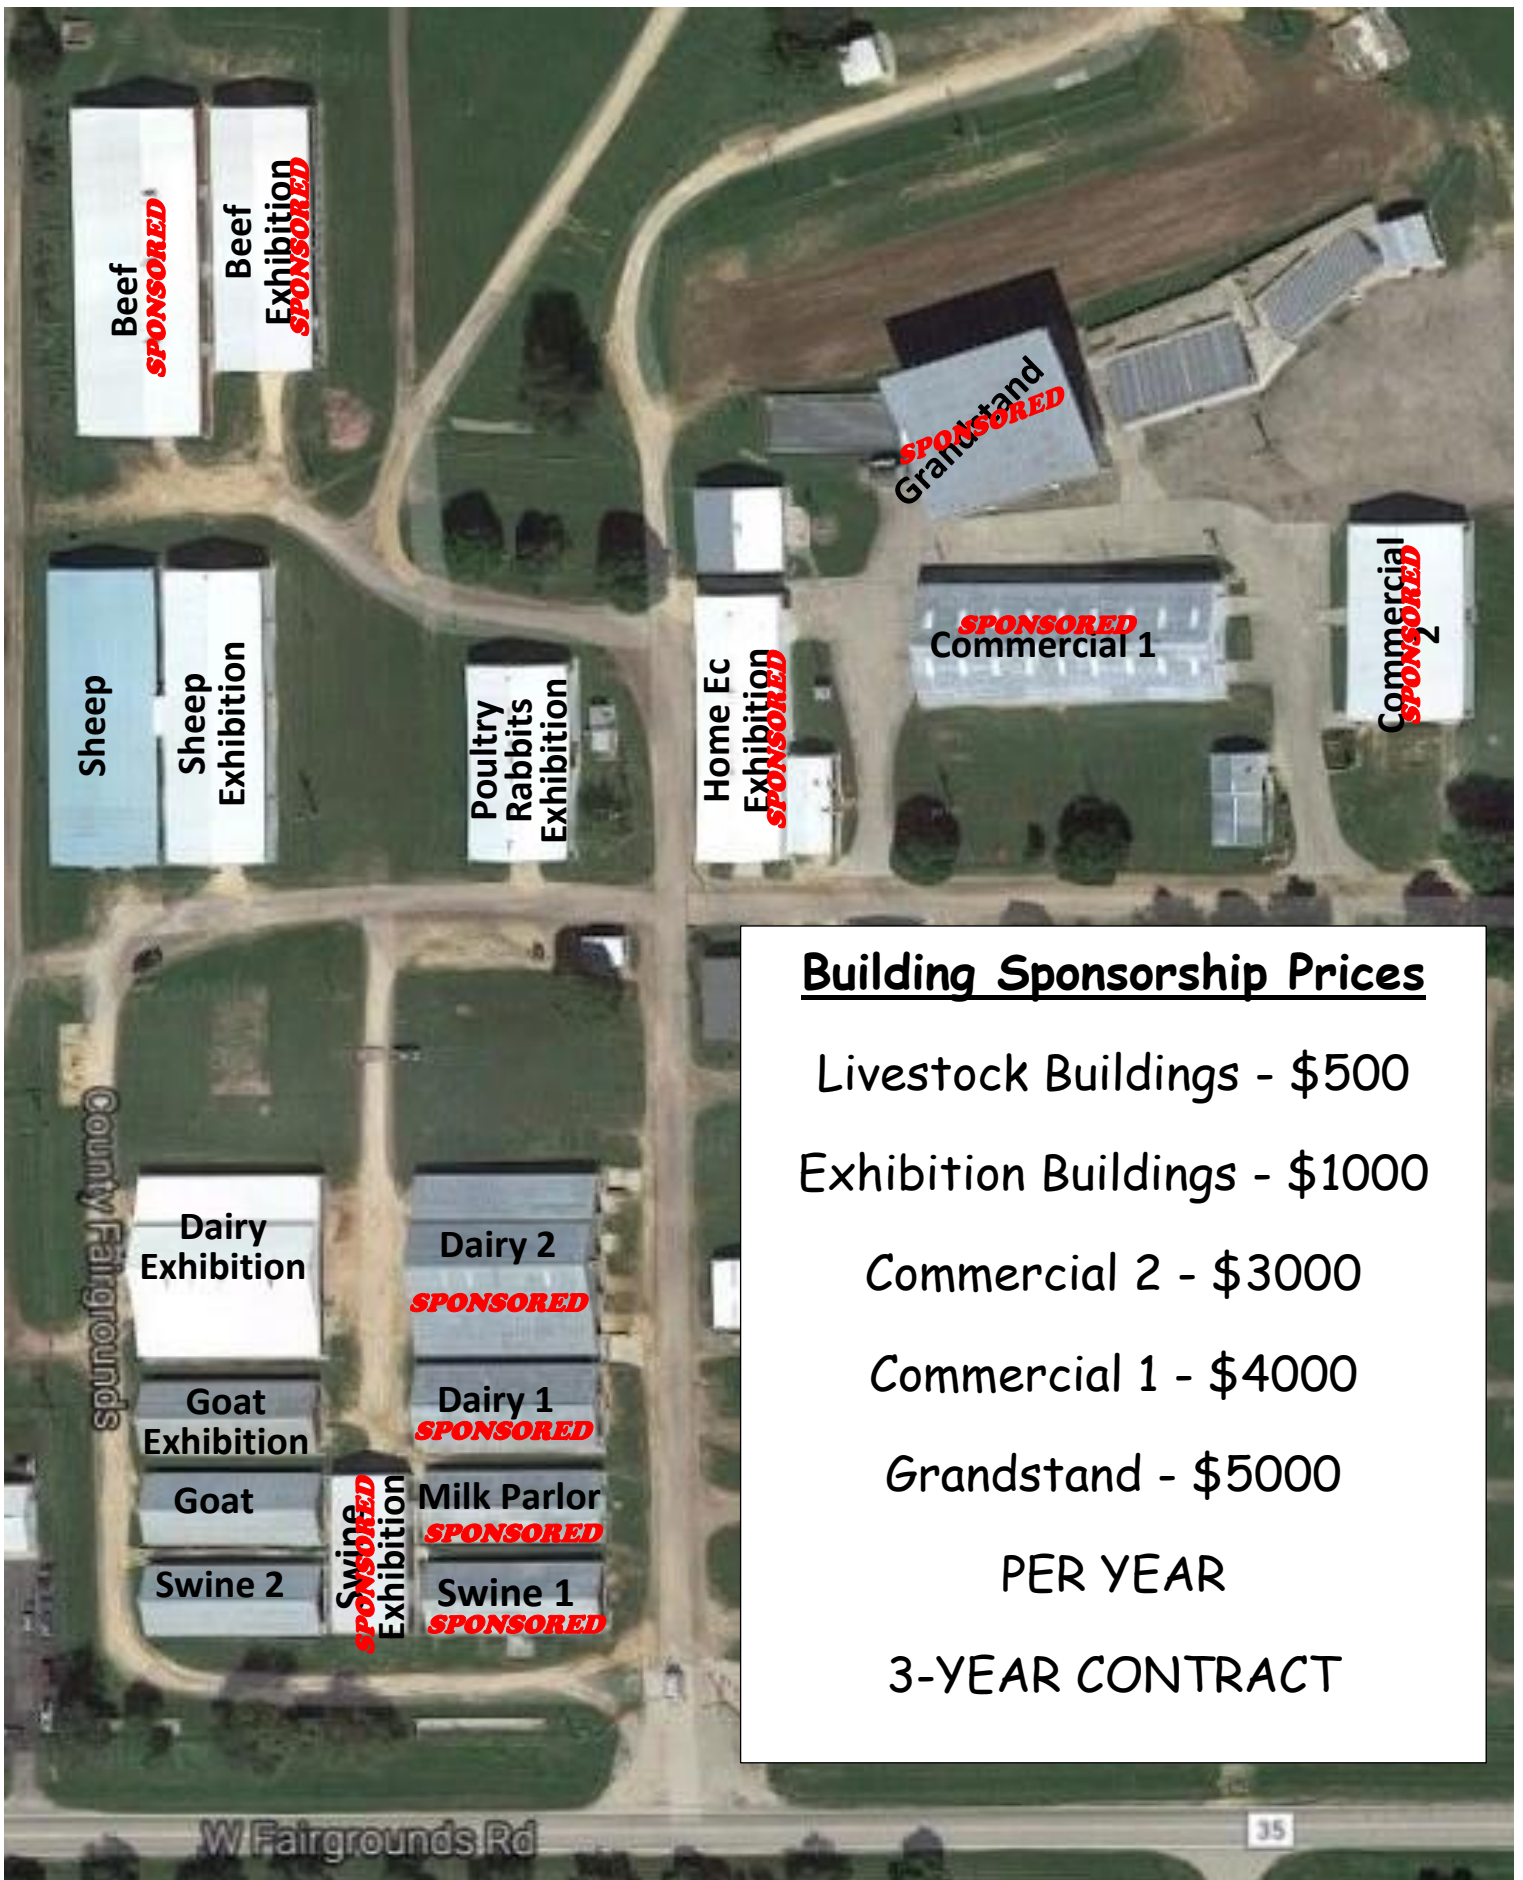 Beef
SPONSORED
Beef
Exhibition
SPONSORED
Grandstand
SPONSORED
Sheep
Sheep
Exhibition
Poultry
Rabbits
Exhibition
Home Ec
Exhibition
SPONSORED
SPONSORED
Commercial 1
Commercial
2
SPONSORED
Building Sponsorship Prices
Livestock Buildings - $500
Exhibition Buildings - $1000
Commercial 2 - $3000
Commercial 1 - $4000
Grandstand - $5000
PER YEAR
3-YEAR CONTRACT
County Fairgrounds
Dairy
Exhibition
Dairy 2
SPONSORED
Goat
Exhibition
Dairy 1
SPONSORED
Goat
Swine
Exhibition
SPONSORED
Milk Parlor
SPONSORED
Swine 2
Swine 1
SPONSORED
W Fairgrounds Rd
35